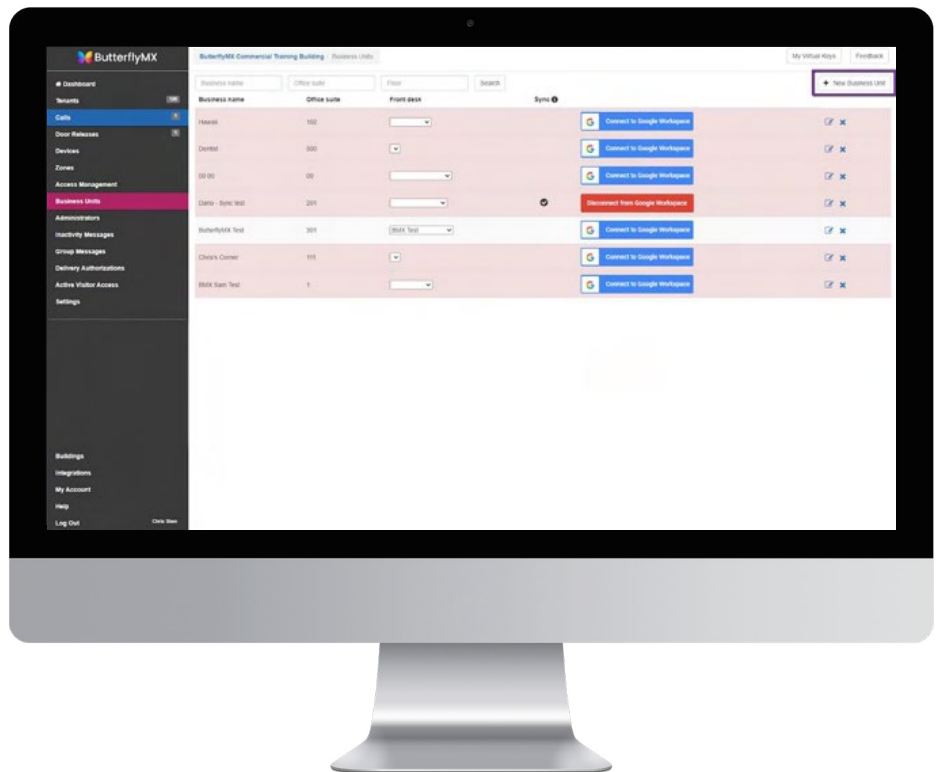 ButterflyMX
ButterflyMX Commercial Training Building / Business Units
My Virtual Keys
Feedback
Dashboard
Tenants
Calls
Door Releases
Devices
Zones
Access Management
Business Units
Administrators
Inactivity Messages
Group Messages
Delivery Authorizations
Active Visitor Access
Settings
Buildings
Integrations
My Account
Help
Log Out
Business name Office suite Floor Search
+ New Business Unit
Business name Office suite Front desk Sync
Hawaii 102 Connect to Google Workspace
Dentist 500 Connect to Google Workspace
00 00 00 Connect to Google Workspace
Dano - Sync test 201 Disconnect from Google Workspace
ButterflyMX Test 301 BMX Test Connect to Google Workspace
Chris's Corner 111 Connect to Google Workspace
BMX Sam Test 1 Connect to Google Workspace